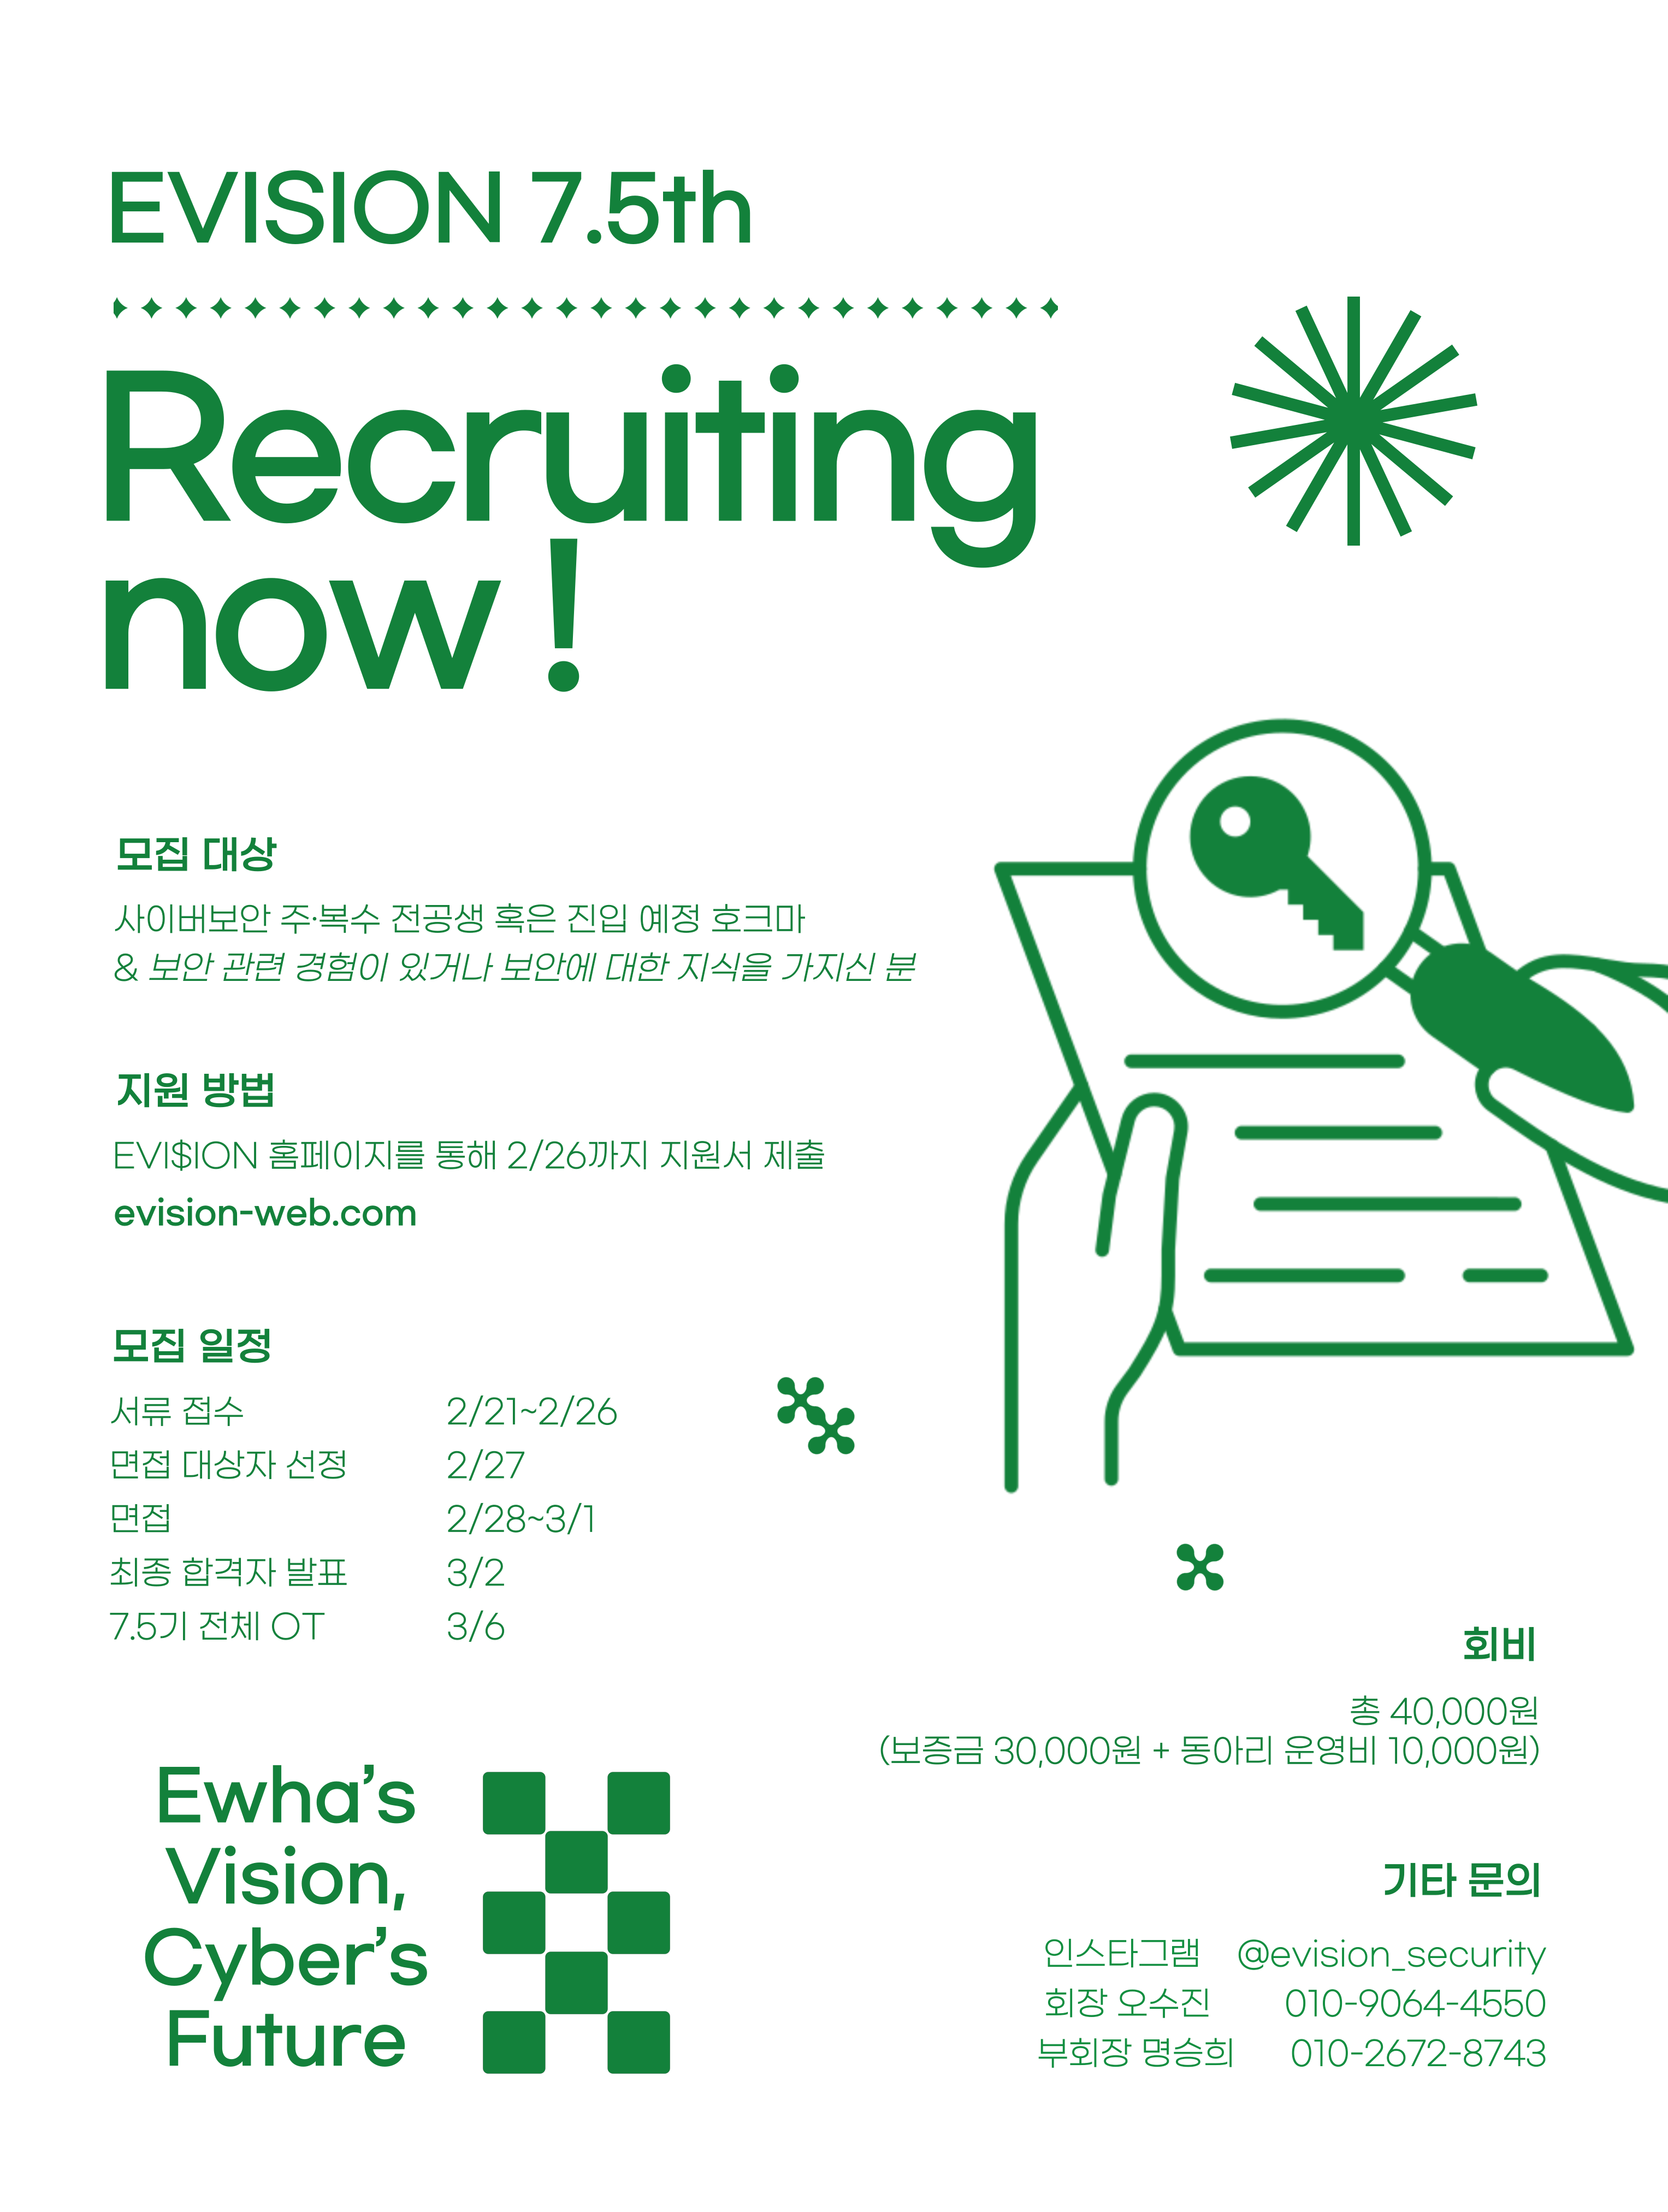 EVISION 7.5th
Recruiting
now!
모집 대상
사이버보안 주·복수 전공생 혹은 진입 예정 호크마
& 보안 관련 경험이 있거나 보안에 대한 지식을 가지신 분
지원 방법
EVI$ION 홈페이지를 통해 2/26까지 지원서 제출
evision-web.com
모집 일정
서류 접수 2/21~2/26
면접 대상자 선정 2/27
면접 2/28~3/1
최종 합격자 발표 3/2
7.5기 전체 OT 3/6
회비
총 40,000원
(보증금 30,000원 + 동아리 운영비 10,000원)
Ewha's
Vision,
Cyber's
Future
기타 문의
인스타그램 @evision_security
회장 오수진 010-9064-4550
부회장 명승희 010-2672-8743